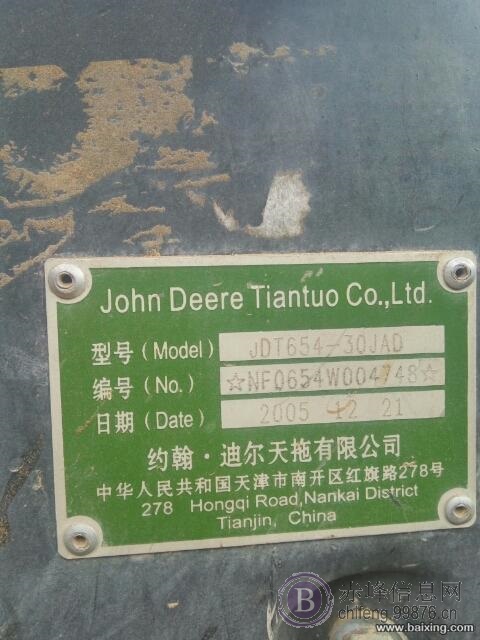 John Deere Tiantuo Co.,Ltd.
型号(Model) JDT654-30JAD
编号(No.) ☆NF0654W004748☆
日期(Date) 2005 12 21
约翰·迪尔天拖有限公司
中华人民共和国天津市南开区红旗路278号
278 Hongqi Road,Nankai District
Tianjin, China
B 赤峰信息网
chifeng.99876.cn
www.baixing.com